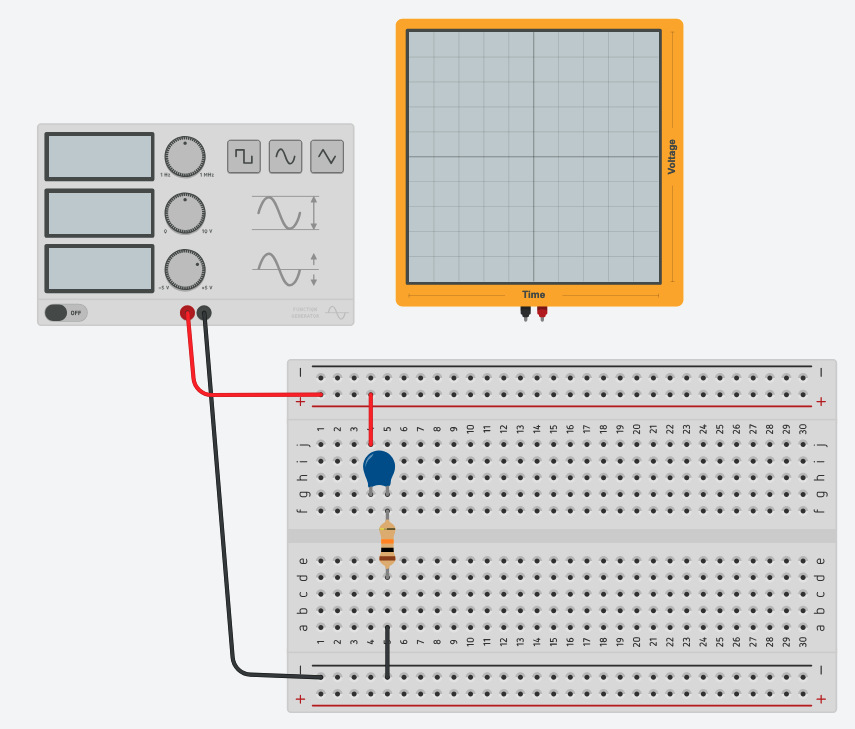 1 Hz 1 MHz
0 10 V
-5 V +5 V
OFF
FUNCTION
GENERATOR
Voltage
Time
− −
+ +
1 2 3 4 5 6 7 8 9 10 11 12 13 14 15 16 17 18 19 20 21 22 23 24 25 26 27 28 29 30
j j
i i
h h
g g
f f
e e
d d
c c
b b
a a
1 2 3 4 5 6 7 8 9 10 11 12 13 14 15 16 17 18 19 20 21 22 23 24 25 26 27 28 29 30
− −
+ +